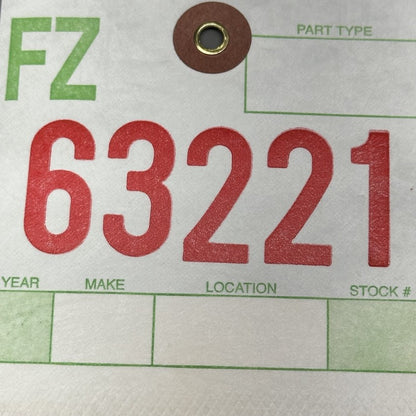 FZ
PART TYPE
63221
YEAR MAKE LOCATION STOCK #